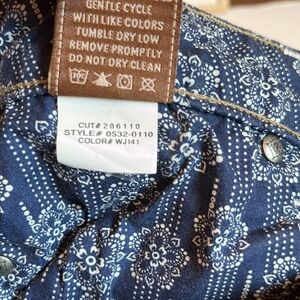 GENTLE CYCLE
WITH LIKE COLORS
TUMBLE DRY LOW
REMOVE PROMPTLY
DO NOT DRY CLEAN
CUT# 206110
STYLE# 0532-0110
COLOR# WJ141